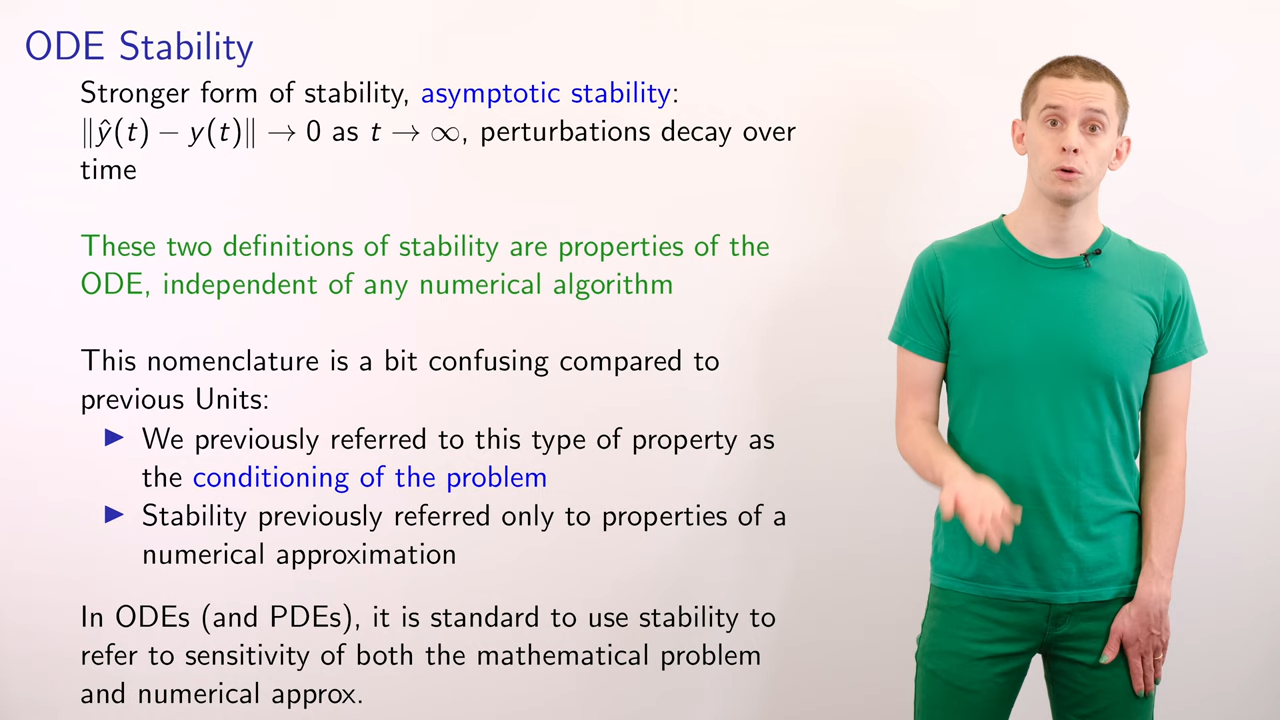 ODE Stability
Stronger form of stability, asymptotic stability:
‖ŷ(t) − y(t)‖ → 0 as t → ∞, perturbations decay over
time
These two definitions of stability are properties of the
ODE, independent of any numerical algorithm
This nomenclature is a bit confusing compared to
previous Units:
▶ We previously referred to this type of property as
the conditioning of the problem
▶ Stability previously referred only to properties of a
numerical approximation
In ODEs (and PDEs), it is standard to use stability to
refer to sensitivity of both the mathematical problem
and numerical approx.